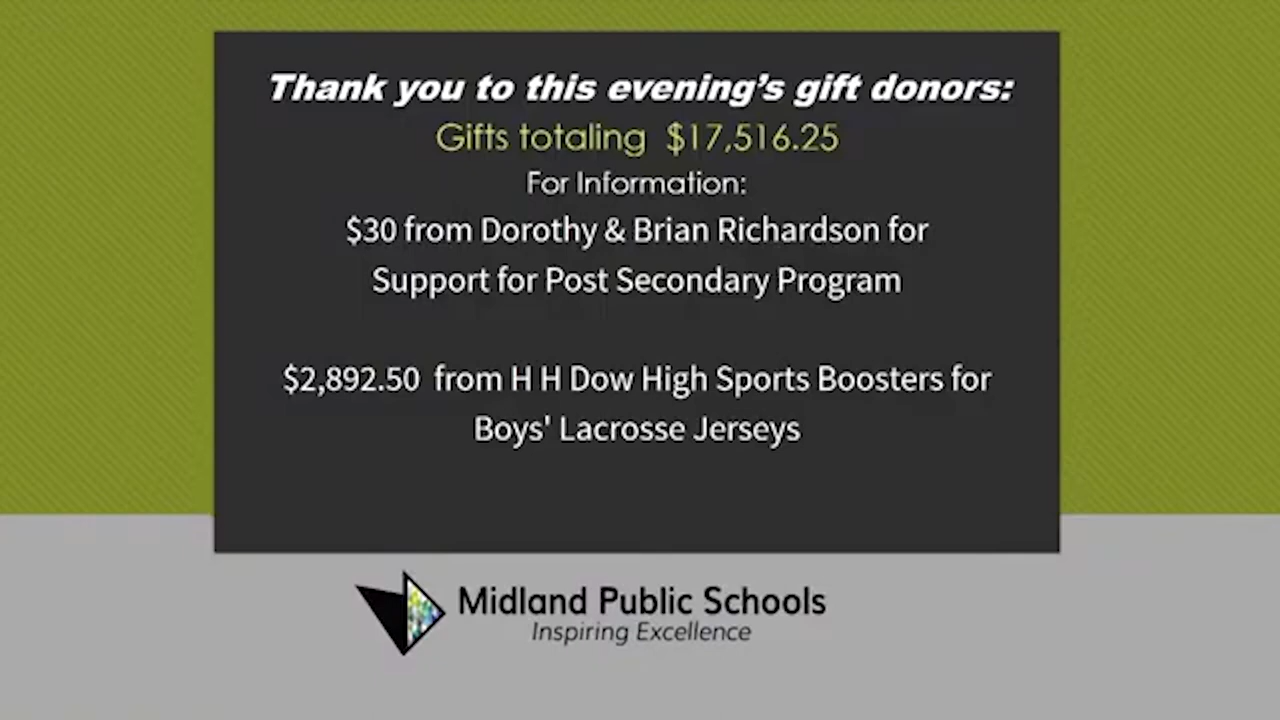 Thank you to this evening's gift donors:
Gifts totaling $17,516.25
For Information:
$30 from Dorothy & Brian Richardson for
Support for Post Secondary Program
$2,892.50 from H H Dow High Sports Boosters for
Boys' Lacrosse Jerseys
Midland Public Schools
Inspiring Excellence